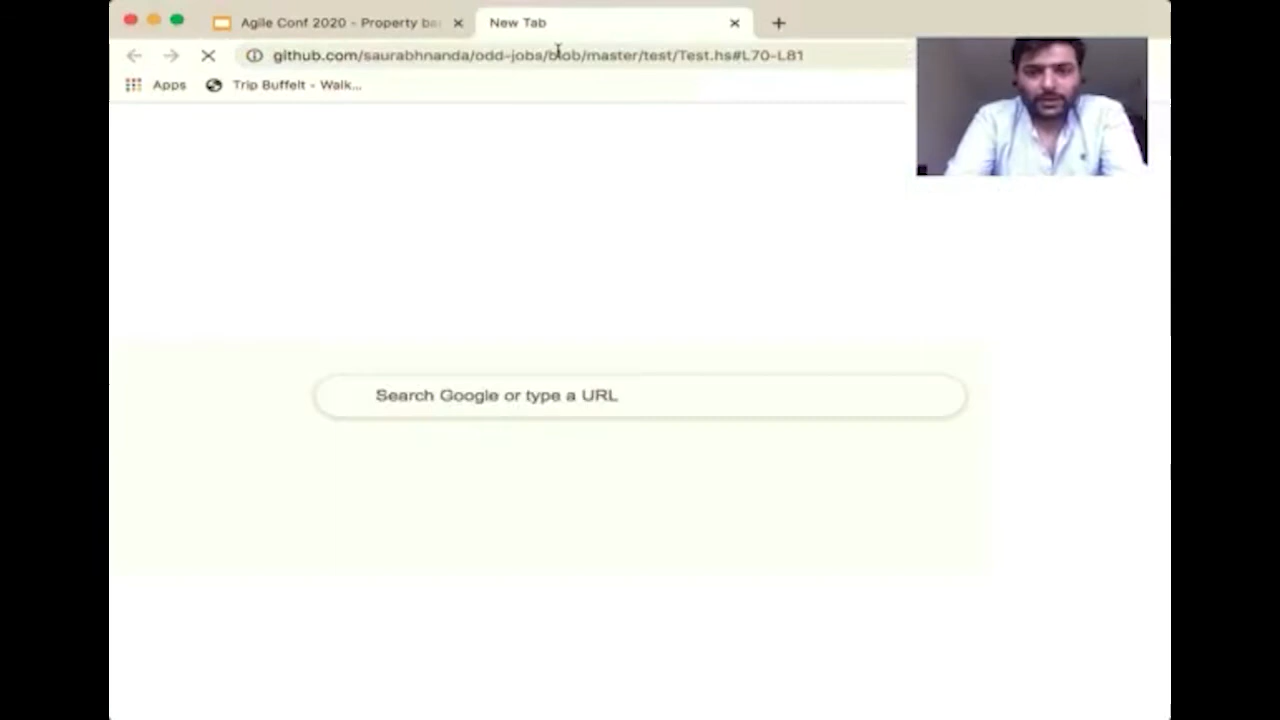 Agile Conf 2020 - Property ba
New Tab
github.com/saurabhnanda/odd-jobs/blob/master/test/Test.hs#L70-L81
Apps
Trip Buffelt - Walk...
Search Google or type a URL